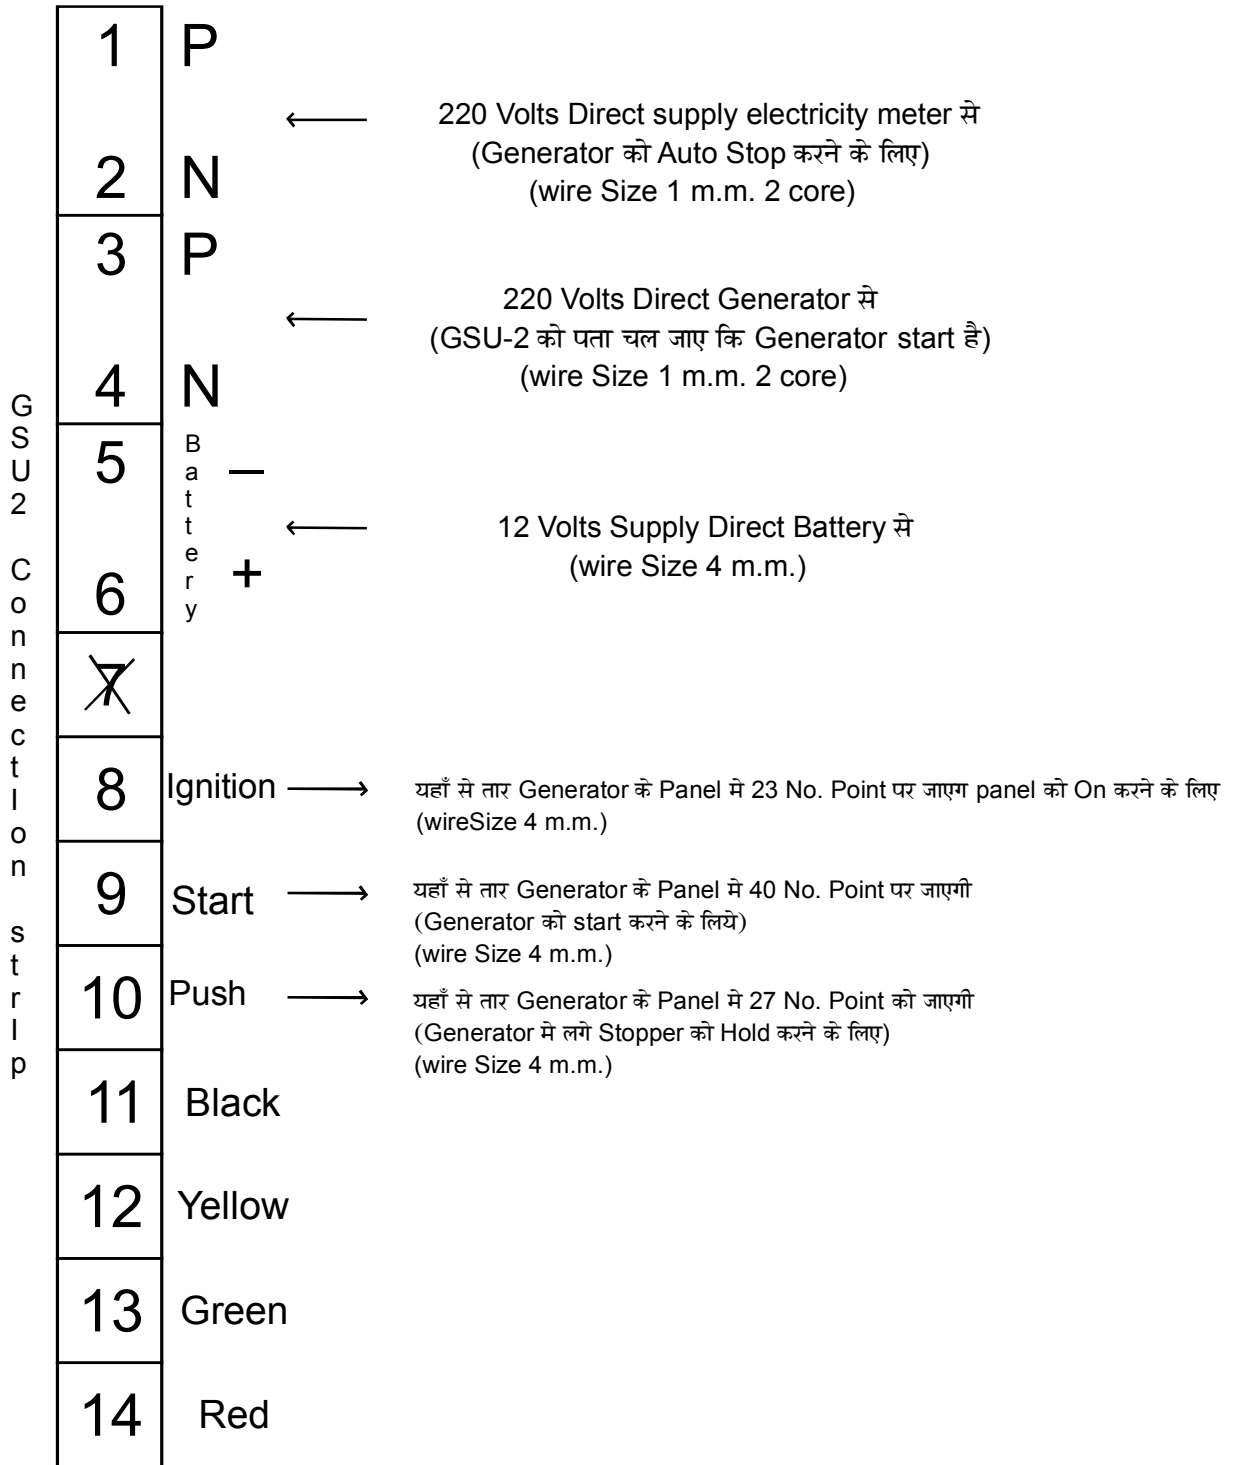 GSU2 ConnectIon strIp
1 P
220 Volts Direct supply electricity meter से
(Generator को Auto Stop करने के लिए)
2 N
(wire Size 1 m.m. 2 core)
3 P
220 Volts Direct Generator से
(GSU-2 को पता चल जाए कि Generator start है)
4 N
(wire Size 1 m.m. 2 core)
5 Battery −
12 Volts Supply Direct Battery से
(wire Size 4 m.m.)
6 +
7
8 Ignition
यहाँ से तार Generator के Panel मे 23 No. Point पर जाएग panel को On करने के लिए
(wireSize 4 m.m.)
9 Start
यहाँ से तार Generator के Panel मे 40 No. Point पर जाएगी
(Generator को start करने के लिये)
(wire Size 4 m.m.)
10 Push
यहाँ से तार Generator के Panel मे 27 No. Point को जाएगी
(Generator मे लगे Stopper को Hold करने के लिए)
(wire Size 4 m.m.)
11 Black
12 Yellow
13 Green
14 Red